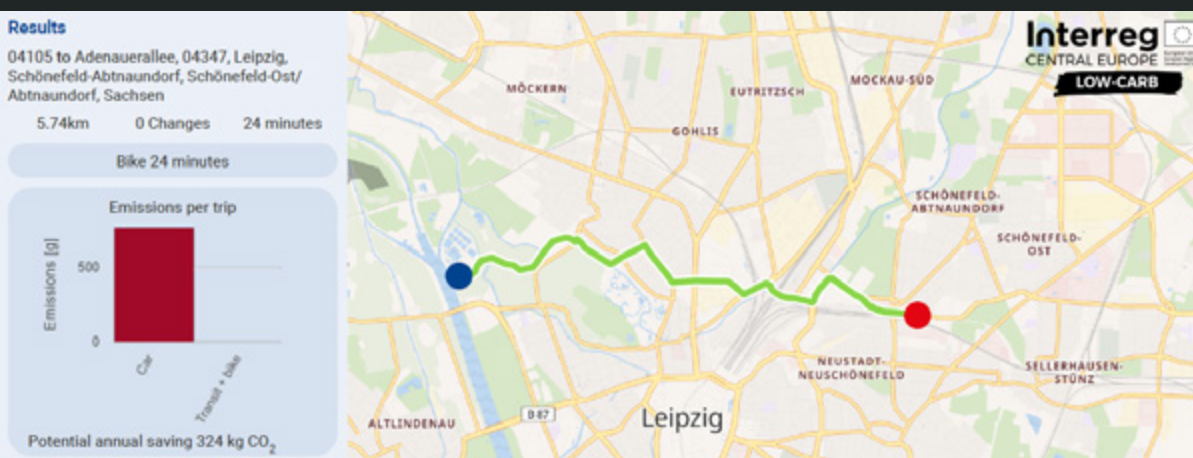 Results
04105 to Adenauerallee, 04347, Leipzig,
Schönefeld-Abtnaundorf, Schönefeld-Ost/
Abtnaundorf, Sachsen
5.74km 0 Changes 24 minutes
Bike 24 minutes
Emissions per trip
Emissions [g]
500
0
Car
Transit + bike
Potential annual saving 324 kg CO2
Interreg
CENTRAL EUROPE
LOW-CARB
MÖCKERN
EUTRITZSCH
MOCKAU-SÜD
GOHLIS
SCHÖNEFELD-
ABTNAUNDORF
SCHÖNEFELD-
OST
NEUSTADT-
NEUSCHÖNEFELD
SELLERHAUSEN-
STÜNZ
ALTLINDENAU
B 87
Leipzig